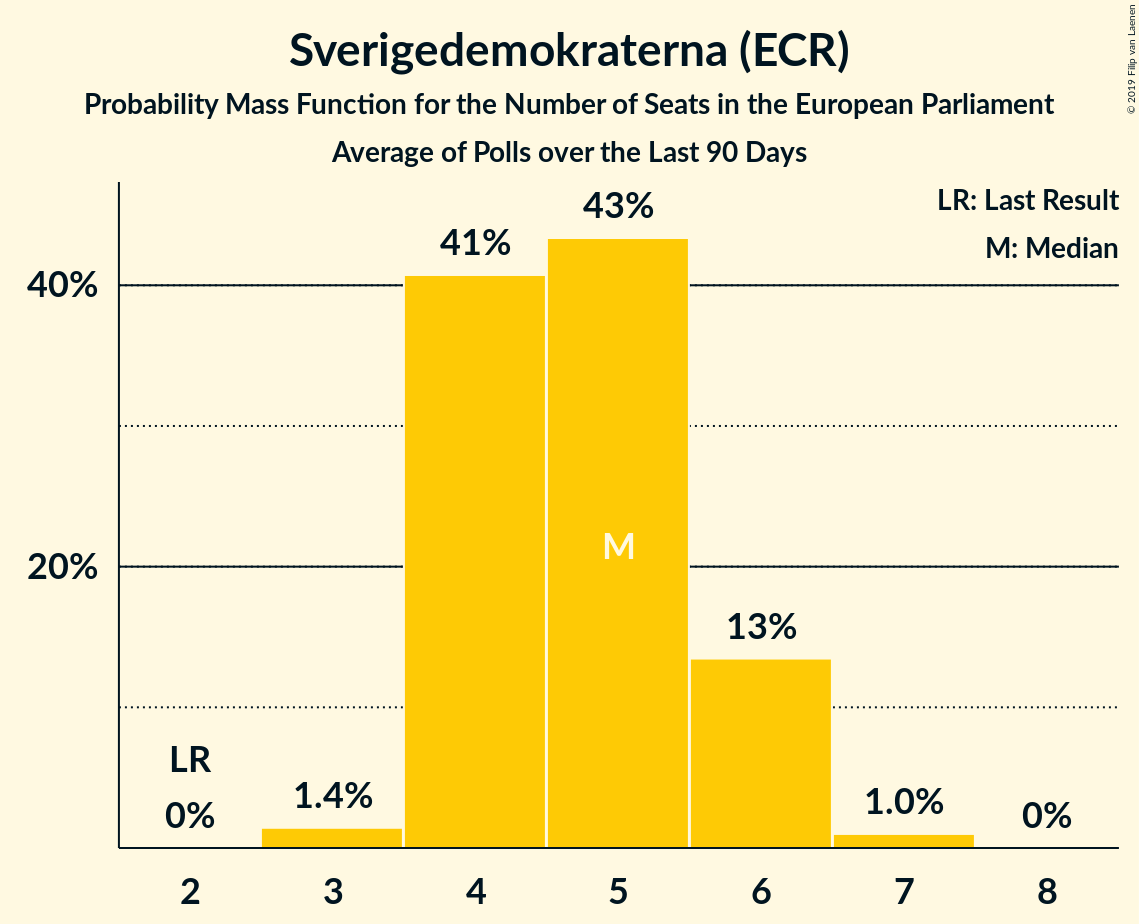 Sverigedemokraterna (ECR)
Probability Mass Function for the Number of Seats in the European Parliament
Average of Polls over the Last 90 Days
© 2019 Filip van Laenen
LR: Last Result
M: Median
43%
41%
40%
M
20%
13%
LR
0%
1.4%
1.0%
0%
2 3 4 5 6 7 8